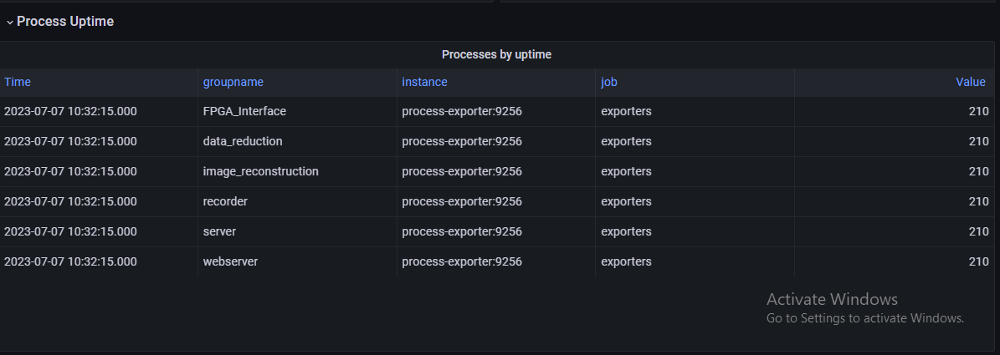 Process Uptime
Processes by uptime
Time groupname instance job Value
2023-07-07 10:32:15.000 FPGA_Interface process-exporter:9256 exporters 210
2023-07-07 10:32:15.000 data_reduction process-exporter:9256 exporters 210
2023-07-07 10:32:15.000 image_reconstruction process-exporter:9256 exporters 210
2023-07-07 10:32:15.000 recorder process-exporter:9256 exporters 210
2023-07-07 10:32:15.000 server process-exporter:9256 exporters 210
2023-07-07 10:32:15.000 webserver process-exporter:9256 exporters 210
Activate Windows
Go to Settings to activate Windows.